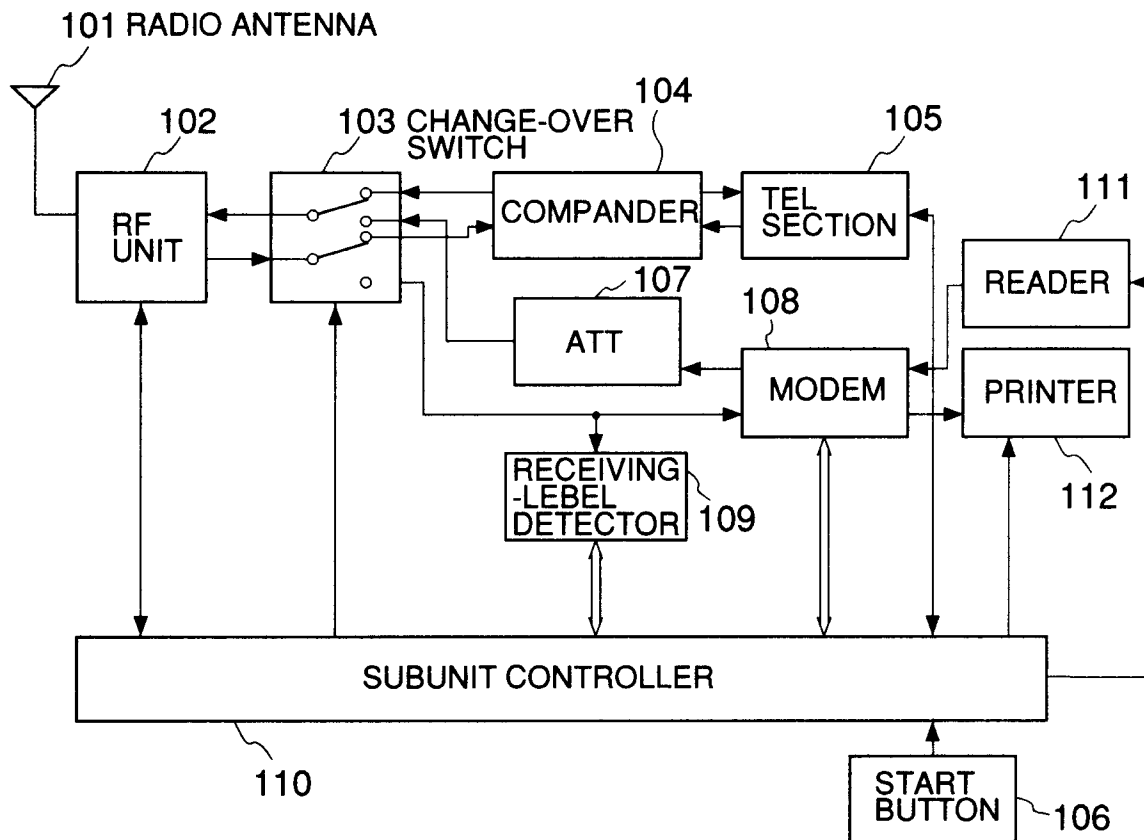 101 RADIO ANTENNA
102
103 CHANGE-OVER
SWITCH
104
105
111
RF
UNIT
COMPANDER
TEL
SECTION
READER
107
ATT
108
MODEM
PRINTER
RECEIVING
-LEBEL
DETECTOR
109
112
SUBUNIT CONTROLLER
110
START
BUTTON
106